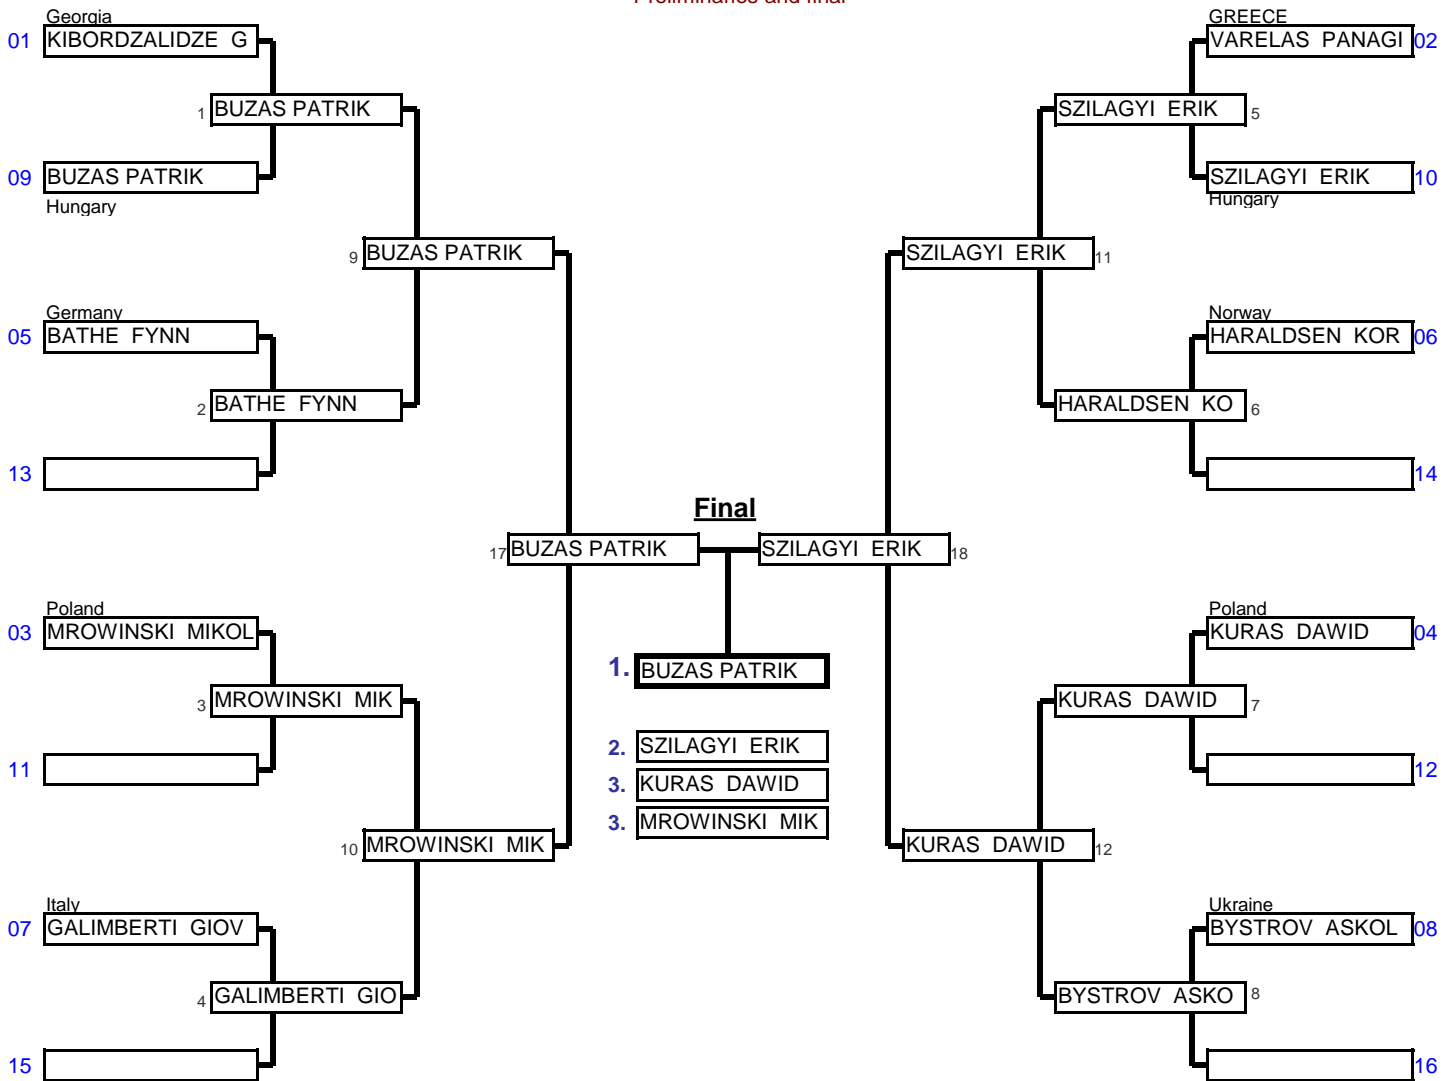 Preliminaries and final
Georgia
01 KIBORDZALIDZE G
GREECE
VARELAS PANAGI 02
1 BUZAS PATRIK
SZILAGYI ERIK 5
09 BUZAS PATRIK
Hungary
SZILAGYI ERIK 10
Hungary
9 BUZAS PATRIK
SZILAGYI ERIK 11
Germany
05 BATHE FYNN
Norway
HARALDSEN KOR 06
2 BATHE FYNN
HARALDSEN KO 6
13
14
Final
17 BUZAS PATRIK
SZILAGYI ERIK 18
Poland
03 MROWINSKI MIKOL
Poland
KURAS DAWID 04
1. BUZAS PATRIK
3 MROWINSKI MIK
KURAS DAWID 7
2. SZILAGYI ERIK
11
12
3. KURAS DAWID
3. MROWINSKI MIK
10 MROWINSKI MIK
KURAS DAWID 12
Italy
07 GALIMBERTI GIOV
Ukraine
BYSTROV ASKOL 08
4 GALIMBERTI GIO
BYSTROV ASKO 8
15
16